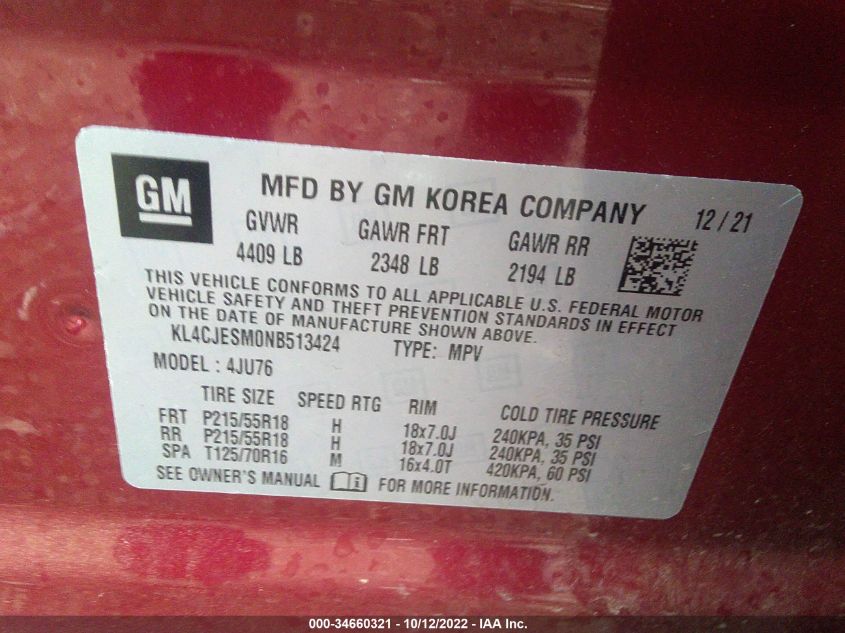 GM
MFD BY GM KOREA COMPANY 12/21
GVWR GAWR FRT GAWR RR
4409 LB 2348 LB 2194 LB
THIS VEHICLE CONFORMS TO ALL APPLICABLE U.S. FEDERAL MOTOR
VEHICLE SAFETY AND THEFT PREVENTION STANDARDS IN EFFECT
ON THE DATE OF MANUFACTURE SHOWN ABOVE.
KL4CJESM0NB513424 TYPE: MPV
MODEL : 4JU76
TIRE SIZE SPEED RTG RIM COLD TIRE PRESSURE
FRT P215/55R18 H 18x7.0J 240KPA, 35 PSI
RR P215/55R18 H 18x7.0J 240KPA, 35 PSI
SPA T125/70R16 M 16x4.0T 420KPA, 60 PSI
SEE OWNER'S MANUAL FOR MORE INFORMATION.
000-34660321 - 10/12/2022 - IAA Inc.